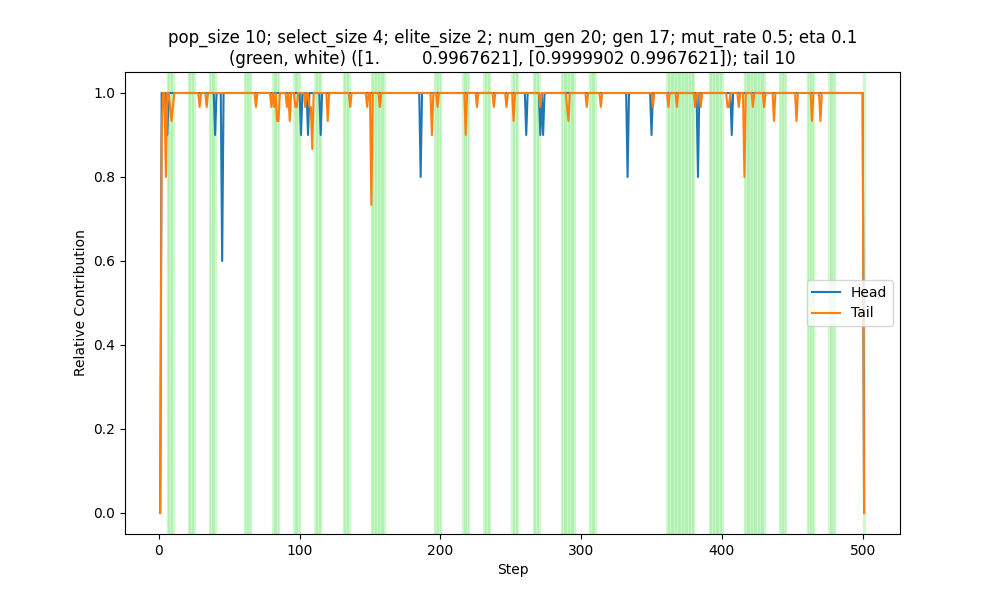 pop_size 10; select_size 4; elite_size 2; num_gen 20; gen 17; mut_rate 0.5; eta 0.1
(green, white) ([1.        0.9967621], [0.9999902 0.9967621]); tail 10
1.0
0.8
0.6
0.4
0.2
0.0
Relative Contribution
Head
Tail
0
100
200
300
400
500
Step